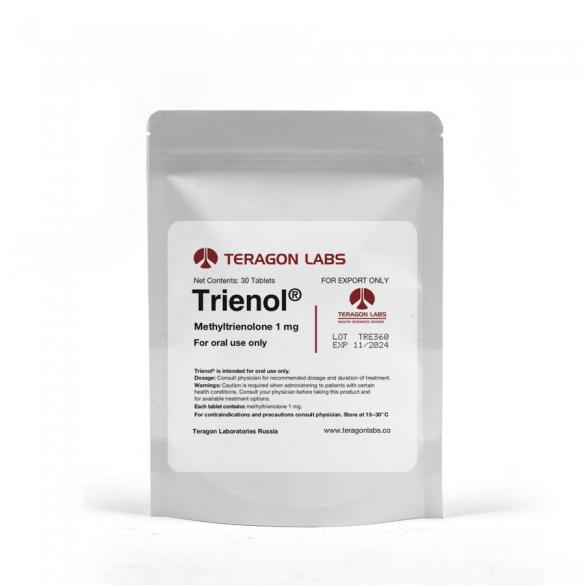 TERAGON LABS
Net Contents: 30 Tablets
FOR EXPORT ONLY
Trienol®
TERAGON LABS
HEALTH SCIENCES DIVISION
Methyltrienolone 1 mg
LOT TRE360
EXP 11/2024
For oral use only
Trienol® is intended for oral use only.
Dosage: Consult physician for recommended dosage and duration of treatment.
Warnings: Caution is required when administering to patients with certain
health conditions. Consult your physician before taking this product and
for available treatment options.
Each tablet contains: methyltrienolone 1 mg.
For contraindications and precautions consult physician. Store at 15–30° C
Teragon Laboratories Russia
www.teragonlabs.co